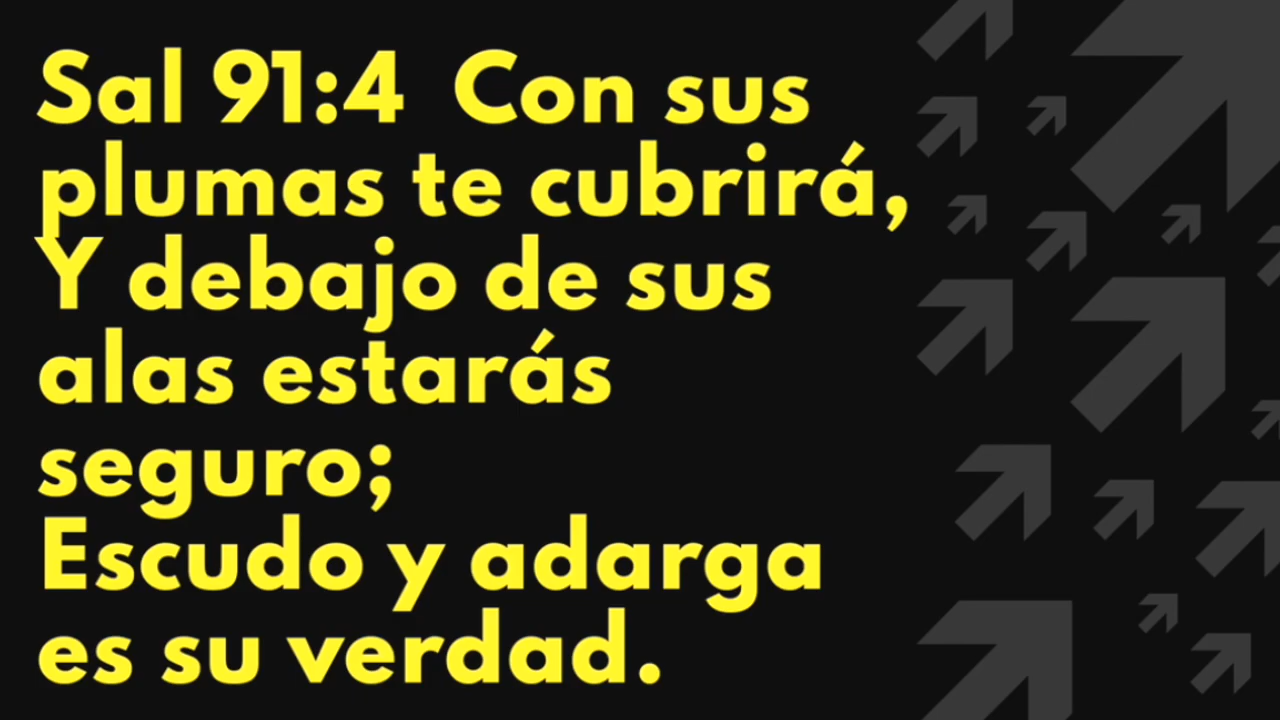 Sal 91:4  Con sus
plumas te cubrirá,
Y debajo de sus
alas estarás
seguro;
Escudo y adarga
es su verdad.